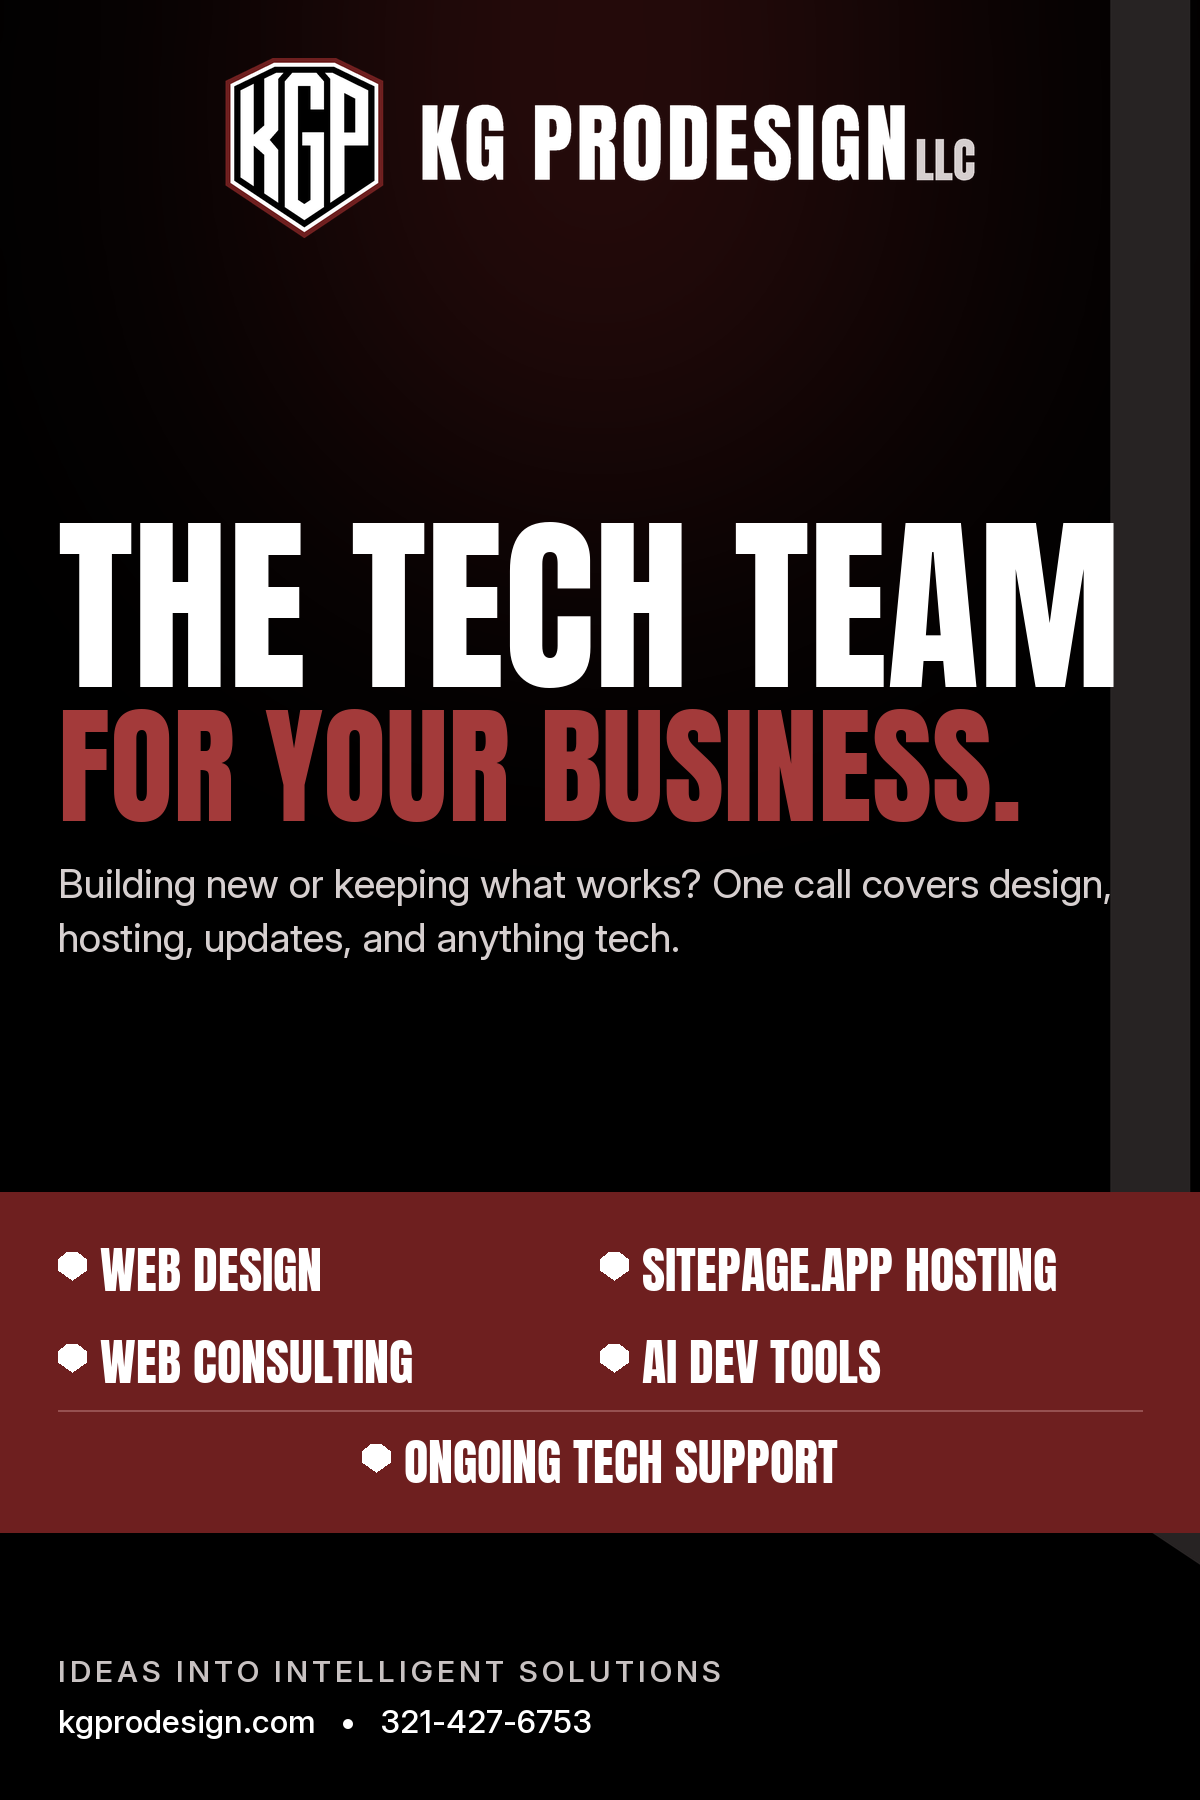 KGP
KG PRODESIGN LLC
THE TECH TEAM
FOR YOUR BUSINESS.
Building new or keeping what works? One call covers design,
hosting, updates, and anything tech.
WEB DESIGN
SITEPAGE.APP HOSTING
WEB CONSULTING
AI DEV TOOLS
ONGOING TECH SUPPORT
IDEAS INTO INTELLIGENT SOLUTIONS
kgprodesign.com • 321-427-6753